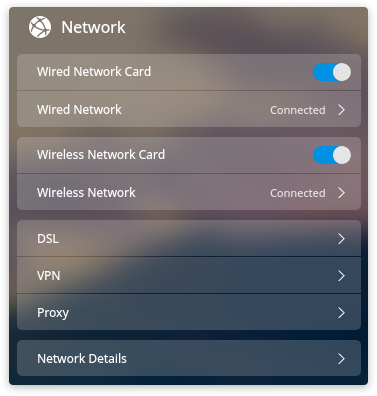 Network
Wired Network Card
Wired Network Connected
Wireless Network Card
Wireless Network Connected
DSL
VPN
Proxy
Network Details